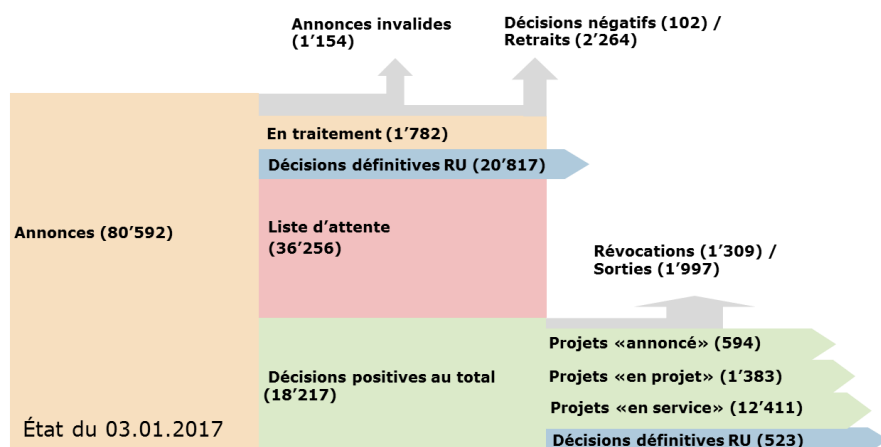 Annonces invalides
(1’154)
Décisions négatifs (102) /
Retraits (2’264)
En traitement (1’782)
Décisions définitives RU (20’817)
Annonces (80’592)
Liste d’attente
(36’256)
Révocations (1’309) /
Sorties (1’997)
Décisions positives au total
(18’217)
Projets «annoncé» (594)
Projets «en projet» (1’383)
Projets «en service» (12’411)
Décisions définitives RU (523)
État du 03.01.2017